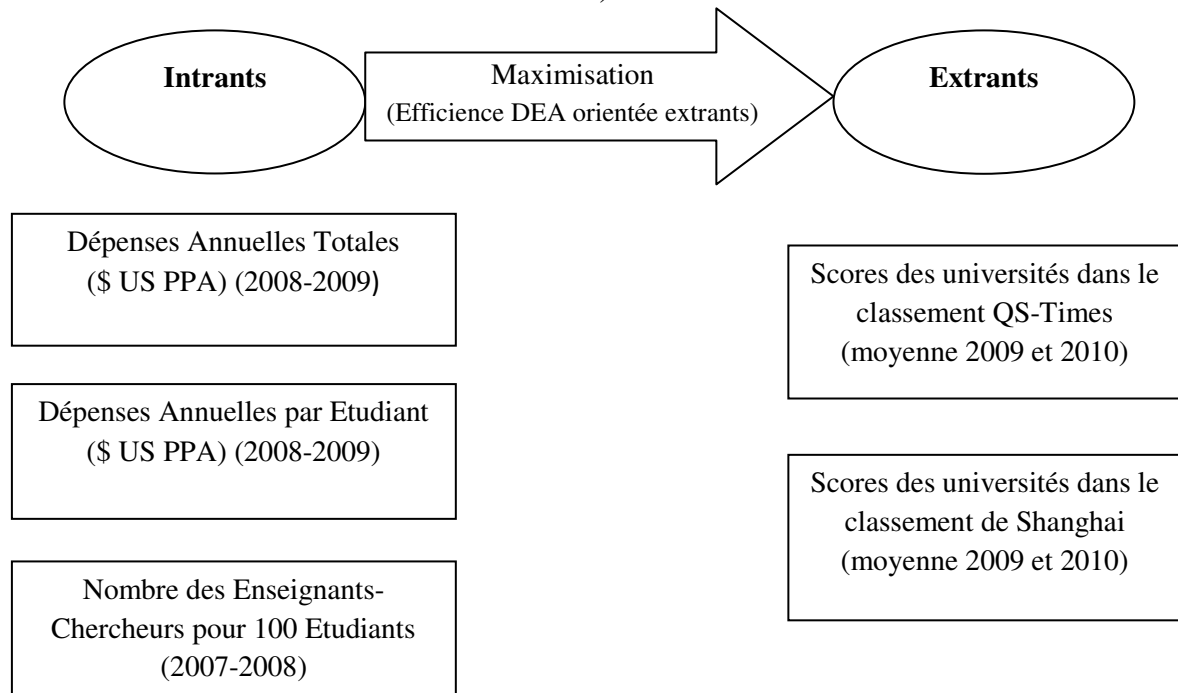 Intrants
Maximisation
(Efficience DEA orientée extrants)
Extrants
Dépenses Annuelles Totales
($ US PPA) (2008-2009)
Dépenses Annuelles par Etudiant
($ US PPA) (2008-2009)
Nombre des Enseignants-
Chercheurs pour 100 Etudiants
(2007-2008)
Scores des universités dans le
classement QS-Times
(moyenne 2009 et 2010)
Scores des universités dans le
classement de Shanghai
(moyenne 2009 et 2010)